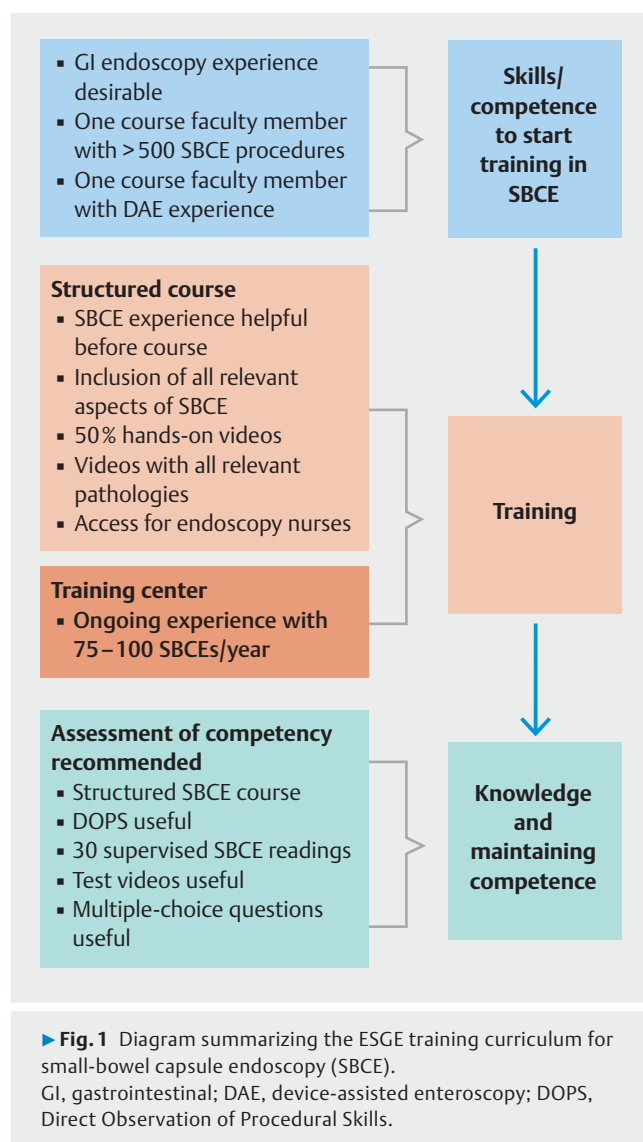 ▪ GI endoscopy experience
desirable
▪ One course faculty member
with >500 SBCE procedures
▪ One course faculty member
with DAE experience
Skills/
competence
to start
training in
SBCE
Structured course
▪ SBCE experience helpful
before course
▪ Inclusion of all relevant
aspects of SBCE
▪ 50% hands-on videos
▪ Videos with all relevant
pathologies
▪ Access for endoscopy nurses
Training center
▪ Ongoing experience with
75–100 SBCEs/year
Training
Assessment of competency
recommended
▪ Structured SBCE course
▪ DOPS useful
▪ 30 supervised SBCE readings
▪ Test videos useful
▪ Multiple-choice questions
useful
Knowledge
and
maintaining
competence
▶Fig. 1 Diagram summarizing the ESGE training curriculum for
small-bowel capsule endoscopy (SBCE).
GI, gastrointestinal; DAE, device-assisted enteroscopy; DOPS,
Direct Observation of Procedural Skills.